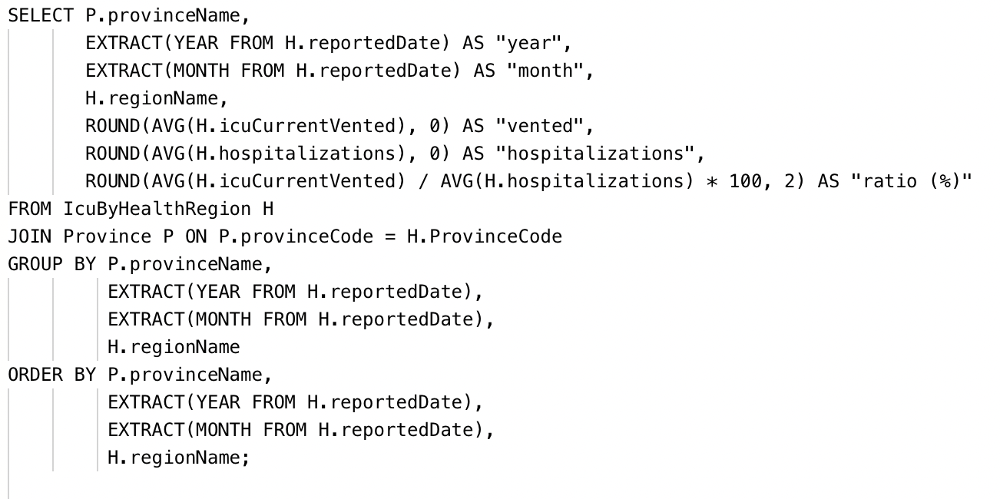 SELECT P.provinceName,
EXTRACT(YEAR FROM H.reportedDate) AS "year",
EXTRACT(MONTH FROM H.reportedDate) AS "month",
H.regionName,
ROUND(AVG(H.icuCurrentVented), 0) AS "vented",
ROUND(AVG(H.hospitalizations), 0) AS "hospitalizations",
ROUND(AVG(H.icuCurrentVented) / AVG(H.hospitalizations) * 100, 2) AS "ratio (%)"
FROM IcuByHealthRegion H
JOIN Province P ON P.provinceCode = H.ProvinceCode
GROUP BY P.provinceName,
EXTRACT(YEAR FROM H.reportedDate),
EXTRACT(MONTH FROM H.reportedDate),
H.regionName
ORDER BY P.provinceName,
EXTRACT(YEAR FROM H.reportedDate),
EXTRACT(MONTH FROM H.reportedDate),
H.regionName;